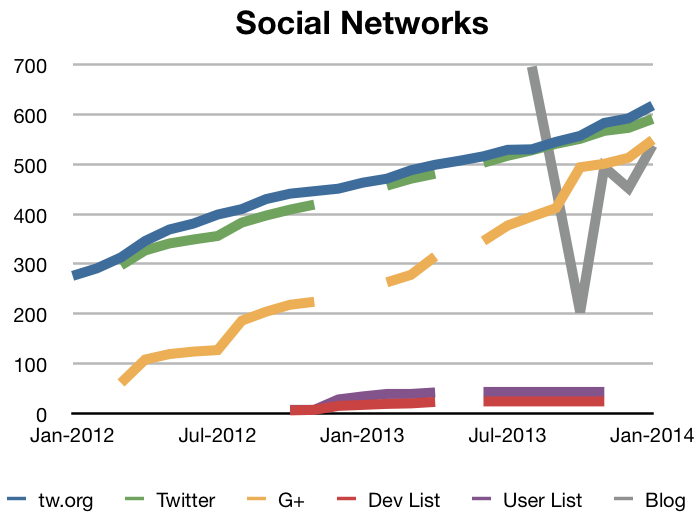 Social Networks
700
600
500
400
300
200
100
0
Jan-2012 Jul-2012 Jan-2013 Jul-2013 Jan-2014
tw.org Twitter G+ Dev List User List Blog